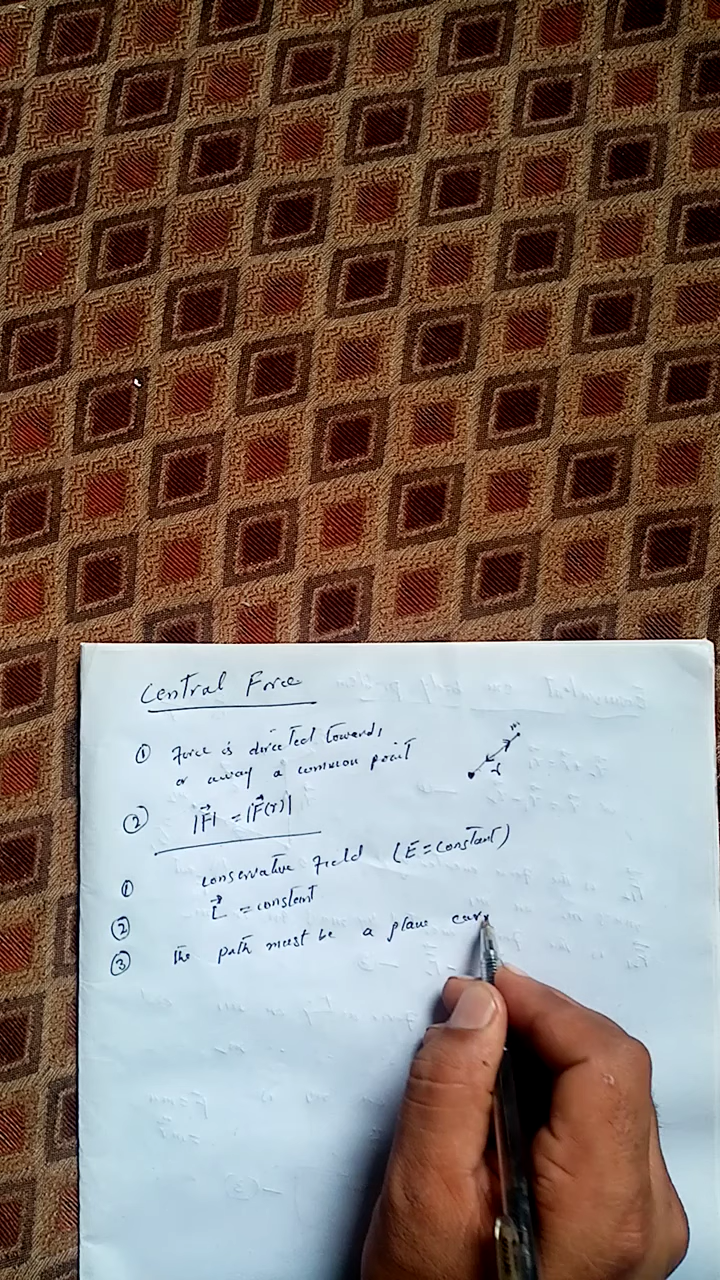 Central Force
① Force is directed towards
or away a common point
m
r
② |F⃗| = |F⃗(r)|
① conservative field (E = constant)
② L⃗ = constant
③ the path must be a plane curv